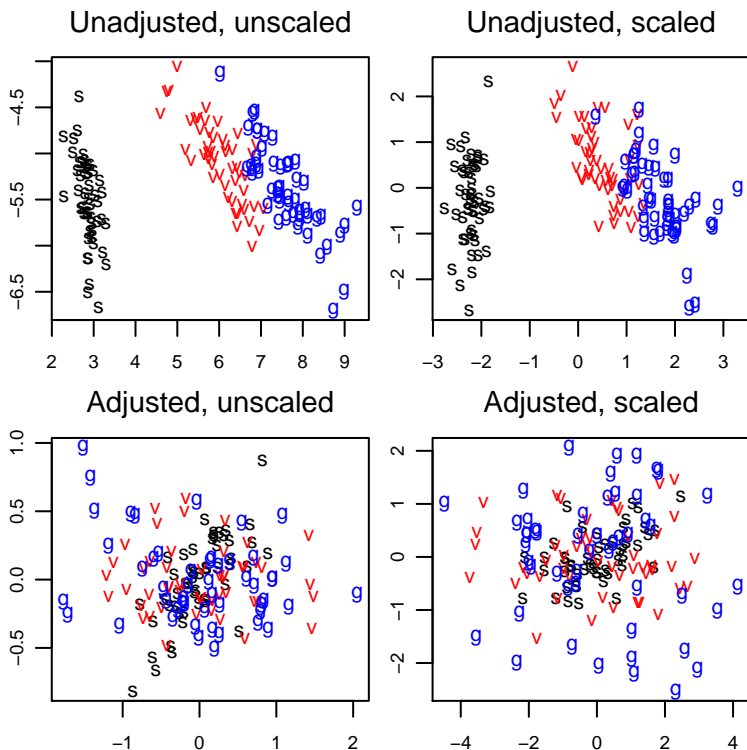 Unadjusted, unscaled
Unadjusted, scaled
−4.5
−5.5
−6.5
2 3 4 5 6 7 8 9
2
1
0
−1
−2
−3 −2 −1 0 1 2 3
Adjusted, unscaled
Adjusted, scaled
1.0
0.5
0.0
−0.5
−1 0 1 2
2
1
0
−1
−2
−4 −2 0 2 4